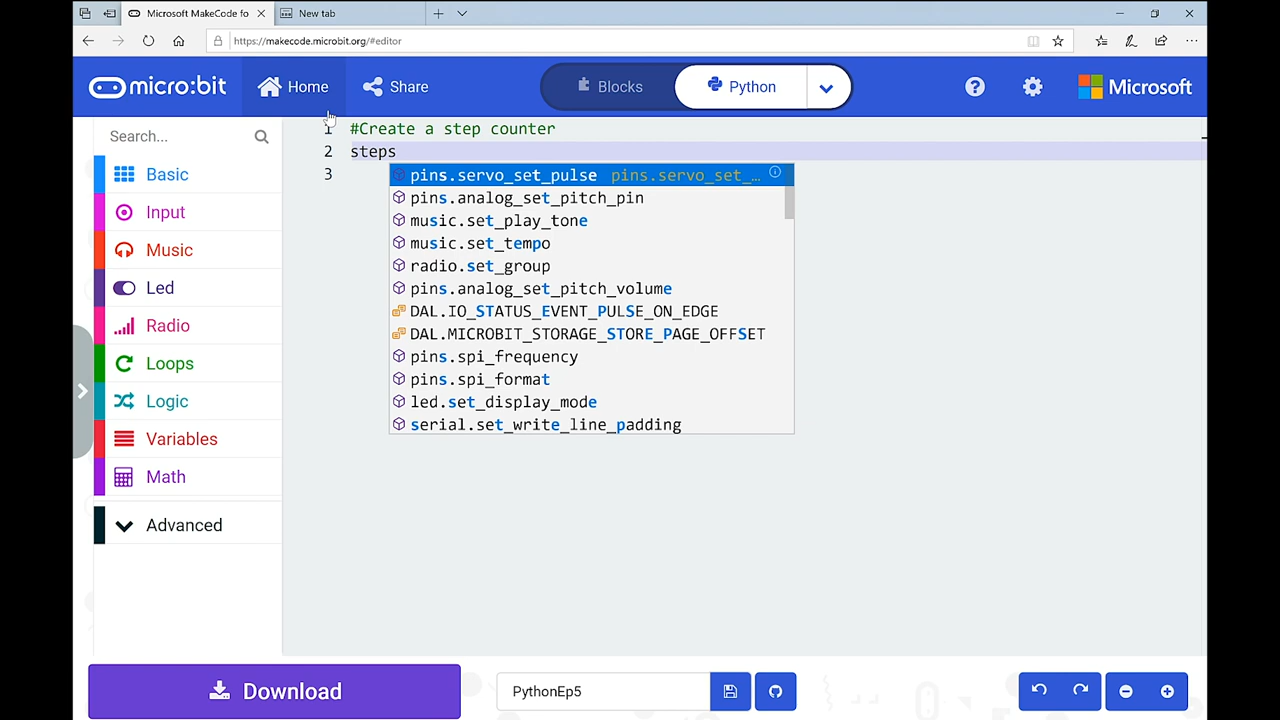 Microsoft MakeCode fo
New tab
https://makecode.microbit.org/#editor
micro:bit
Home
Share
Blocks
Python
Microsoft
Search...
Basic
Input
Music
Led
Radio
Loops
Logic
Variables
Math
Advanced
1 #Create a step counter
2 steps
3
pins.servo_set_pulse pins.servo_set_…
pins.analog_set_pitch_pin
music.set_play_tone
music.set_tempo
radio.set_group
pins.analog_set_pitch_volume
DAL.IO_STATUS_EVENT_PULSE_ON_EDGE
DAL.MICROBIT_STORAGE_STORE_PAGE_OFFSET
pins.spi_frequency
pins.spi_format
led.set_display_mode
serial.set_write_line_padding
Download
PythonEp5